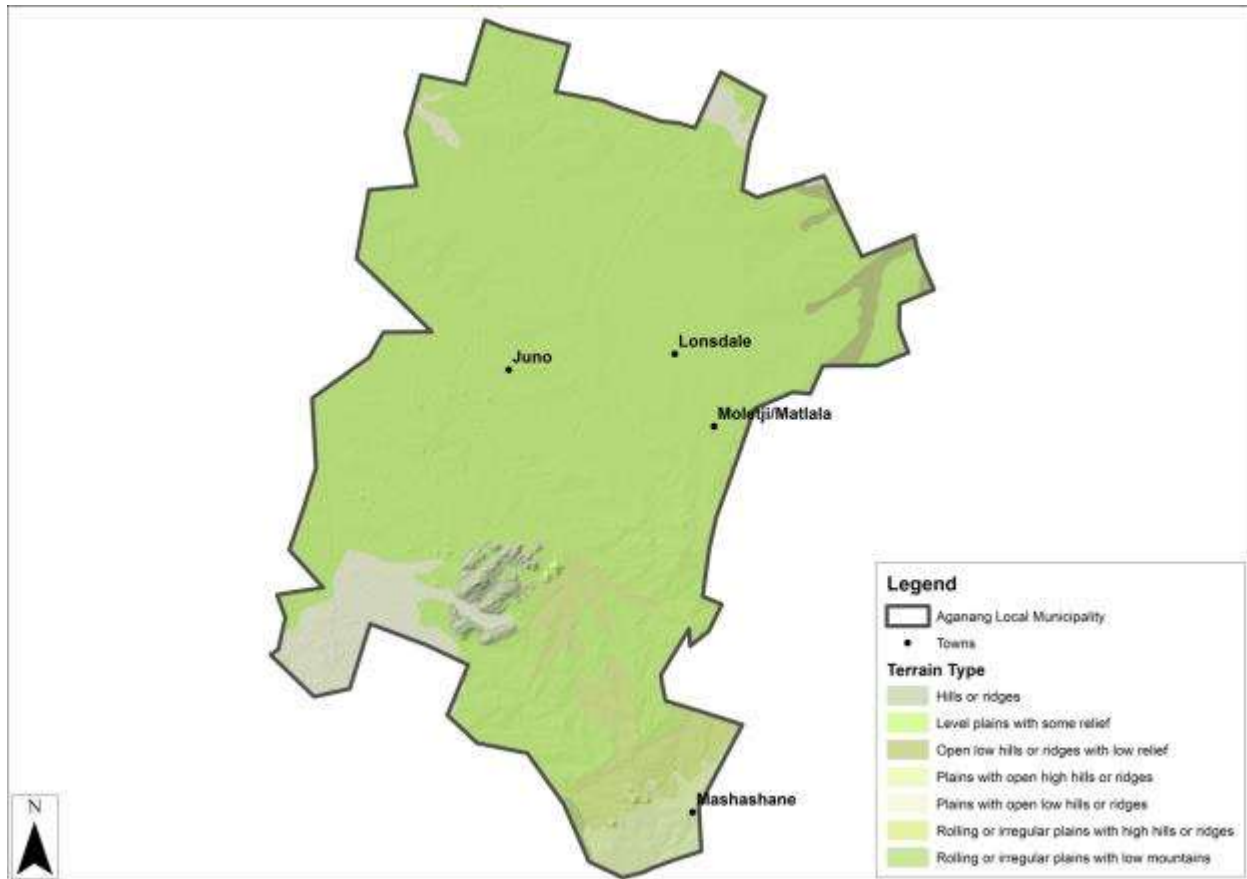 Lonsdale
Juno
Moletji/Matlala
Mashashane
Legend
Aganang Local Municipality
Towns
Terrain Type
Hills or ridges
Level plains with some relief
Open low hills or ridges with low relief
Plains with open high hills or ridges
Plains with open low hills or ridges
Rolling or irregular plains with high hills or ridges
Rolling or irregular plains with low mountains
N